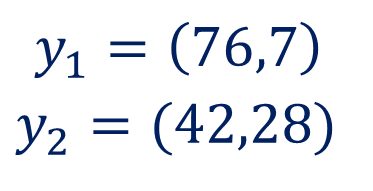 y₁ = (76,7)
y₂ = (42,28)